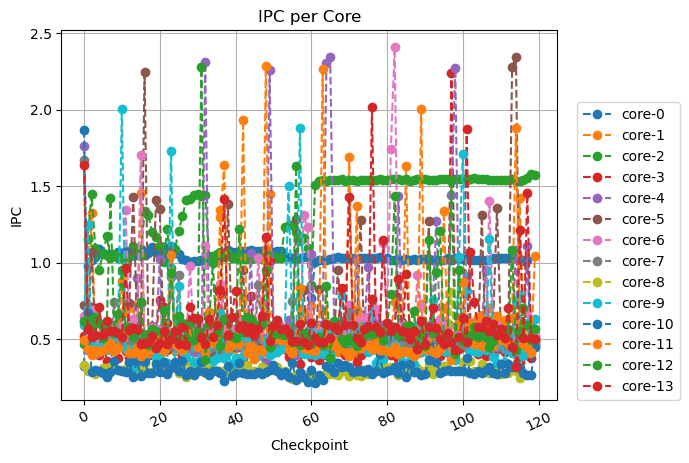 IPC per Core
2.5
2.0
1.5
1.0
0.5
IPC
0
20
40
60
80
100
120
Checkpoint
core-0
core-1
core-2
core-3
core-4
core-5
core-6
core-7
core-8
core-9
core-10
core-11
core-12
core-13